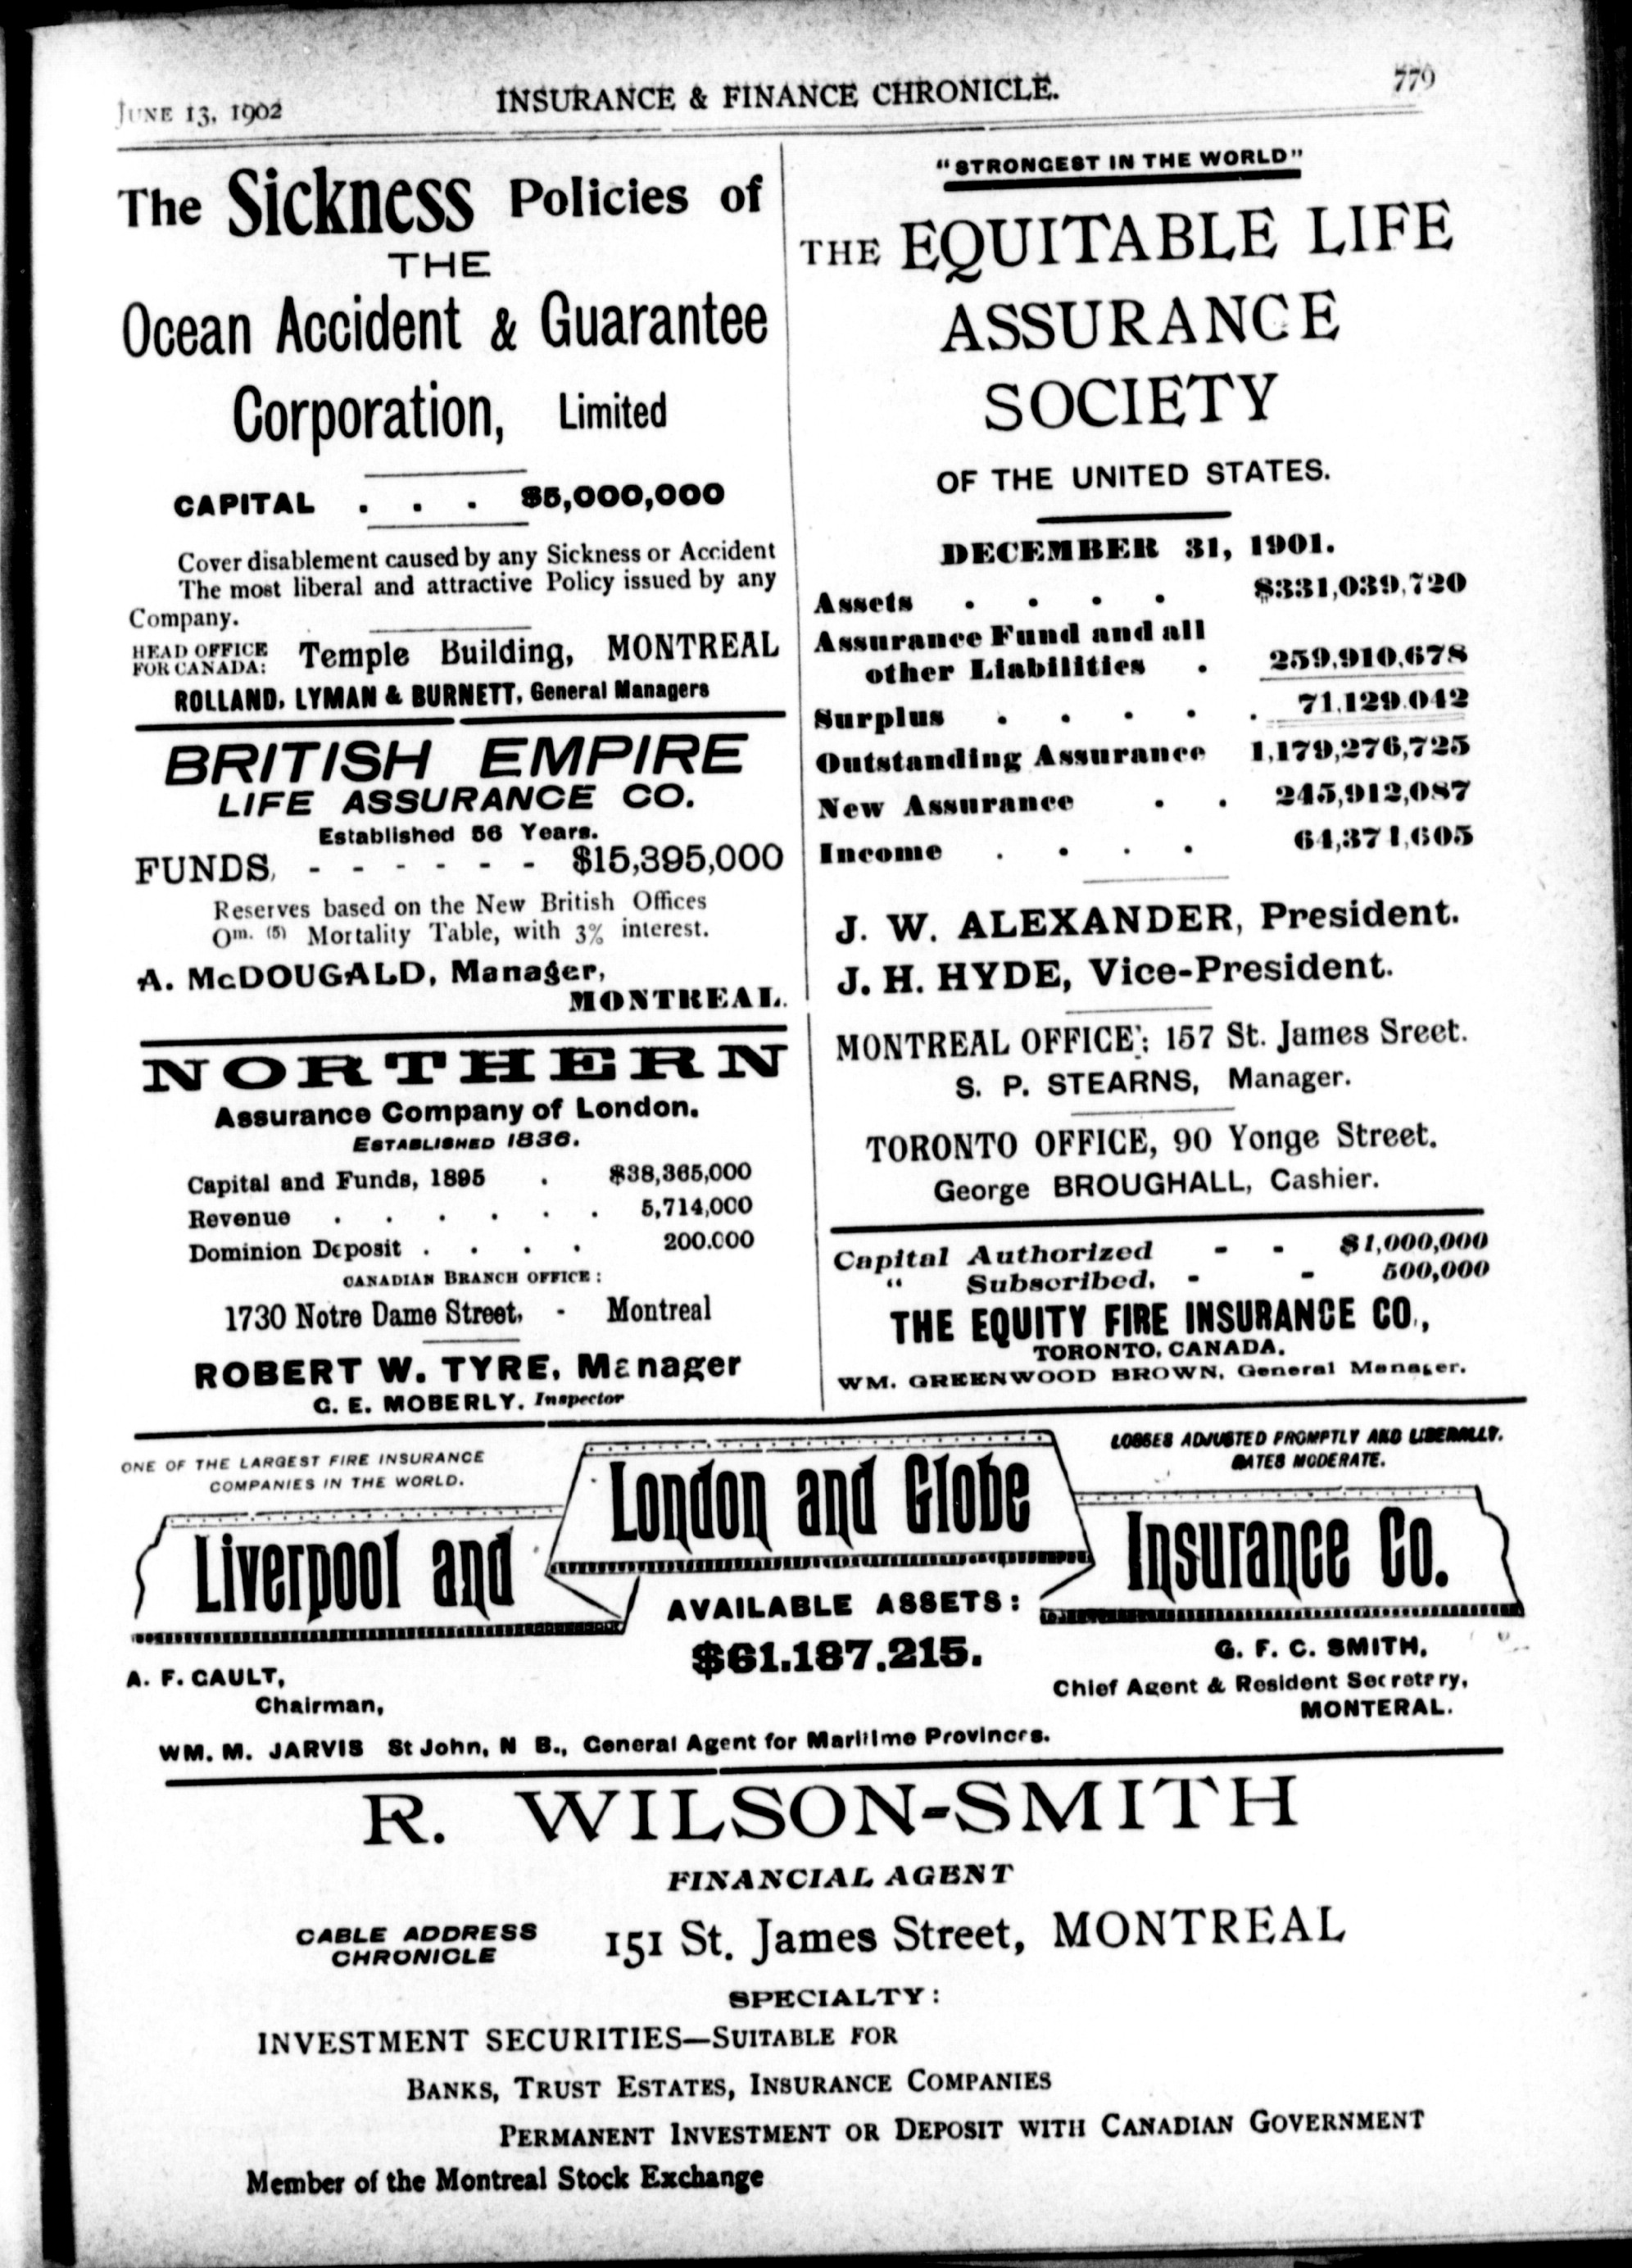 JUNE 13, 1902
INSURANCE & FINANCE CHRONICLE.
779
The Sickness Policies of
THE
Ocean Accident & Guarantee
Corporation, Limited
CAPITAL . . . $5,000,000
Cover disablement caused by any Sickness or Accident
The most liberal and attractive Policy issued by any
Company.
HEAD OFFICE
FOR CANADA: Temple Building, MONTREAL
ROLLAND, LYMAN & BURNETT, General Managers
BRITISH EMPIRE
LIFE ASSURANCE CO.
Established 56 Years.
FUNDS, - - - - - - $15,395,000
Reserves based on the New British Offices
Om. (5) Mortality Table, with 3% interest.
A. McDOUGALD, Manager,
MONTREAL.
NORTHERN
Assurance Company of London.
ESTABLISHED 1836.
Capital and Funds, 1895 . $38,365,000
Revenue . . . . . . 5,714,000
Dominion Deposit . . . . 200.000
CANADIAN BRANCH OFFICE:
1730 Notre Dame Street, - Montreal
ROBERT W. TYRE, Manager
C. E. MOBERLY, Inspector
"STRONGEST IN THE WORLD"
THE EQUITABLE LIFE
ASSURANCE
SOCIETY
OF THE UNITED STATES.
DECEMBER 31, 1901.
Assets . . . . $331,039,720
Assurance Fund and all
other Liabilities . 259,910,678
Surplus . . . . . 71,129.042
Outstanding Assurance 1,179,276,725
New Assurance . . 245,912,087
Income . . . . 64,374,605
J. W. ALEXANDER, President.
J. H. HYDE, Vice-President.
MONTREAL OFFICE: 157 St. James Sreet.
S. P. STEARNS, Manager.
TORONTO OFFICE, 90 Yonge Street.
George BROUGHALL, Cashier.
Capital Authorized - - $1,000,000
" Subscribed, - - 500,000
THE EQUITY FIRE INSURANCE CO.,
TORONTO, CANADA.
WM. GREENWOOD BROWN, General Manager.
ONE OF THE LARGEST FIRE INSURANCE
COMPANIES IN THE WORLD.
LOSSES ADJUSTED PROMPTLY AND LIBERALLY.
RATES MODERATE.
Liverpool and London and Globe Insurance Co.
AVAILABLE ASSETS:
$61.187.215.
A. F. GAULT,
Chairman,
G. F. C. SMITH,
Chief Agent & Resident Secretary,
MONTERAL.
WM. M. JARVIS St John, N B., General Agent for Maritime Provinces.
R. WILSON-SMITH
FINANCIAL AGENT
CABLE ADDRESS
CHRONICLE
151 St. James Street, MONTREAL
SPECIALTY:
INVESTMENT SECURITIES—SUITABLE FOR
BANKS, TRUST ESTATES, INSURANCE COMPANIES
PERMANENT INVESTMENT OR DEPOSIT WITH CANADIAN GOVERNMENT
Member of the Montreal Stock Exchange